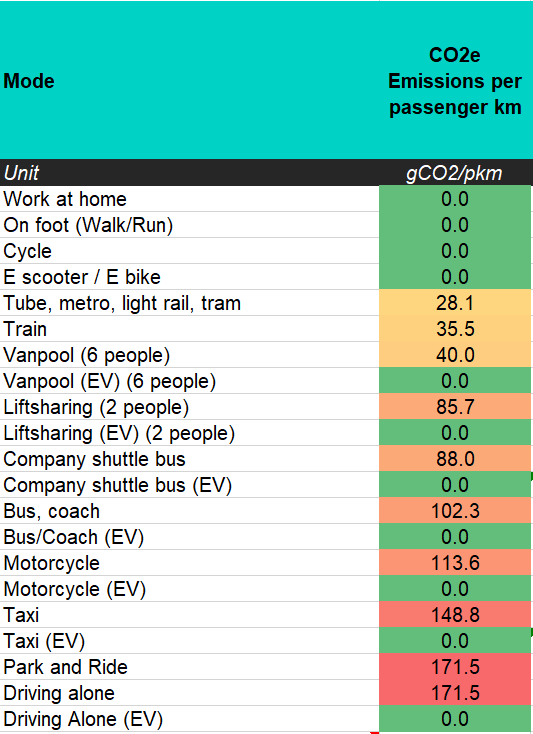 Mode
CO2e
Emissions per
passenger km
Unit gCO2/pkm
Work at home 0.0
On foot (Walk/Run) 0.0
Cycle 0.0
E scooter / E bike 0.0
Tube, metro, light rail, tram 28.1
Train 35.5
Vanpool (6 people) 40.0
Vanpool (EV) (6 people) 0.0
Liftsharing (2 people) 85.7
Liftsharing (EV) (2 people) 0.0
Company shuttle bus 88.0
Company shuttle bus (EV) 0.0
Bus, coach 102.3
Bus/Coach (EV) 0.0
Motorcycle 113.6
Motorcycle (EV) 0.0
Taxi 148.8
Taxi (EV) 0.0
Park and Ride 171.5
Driving alone 171.5
Driving Alone (EV) 0.0